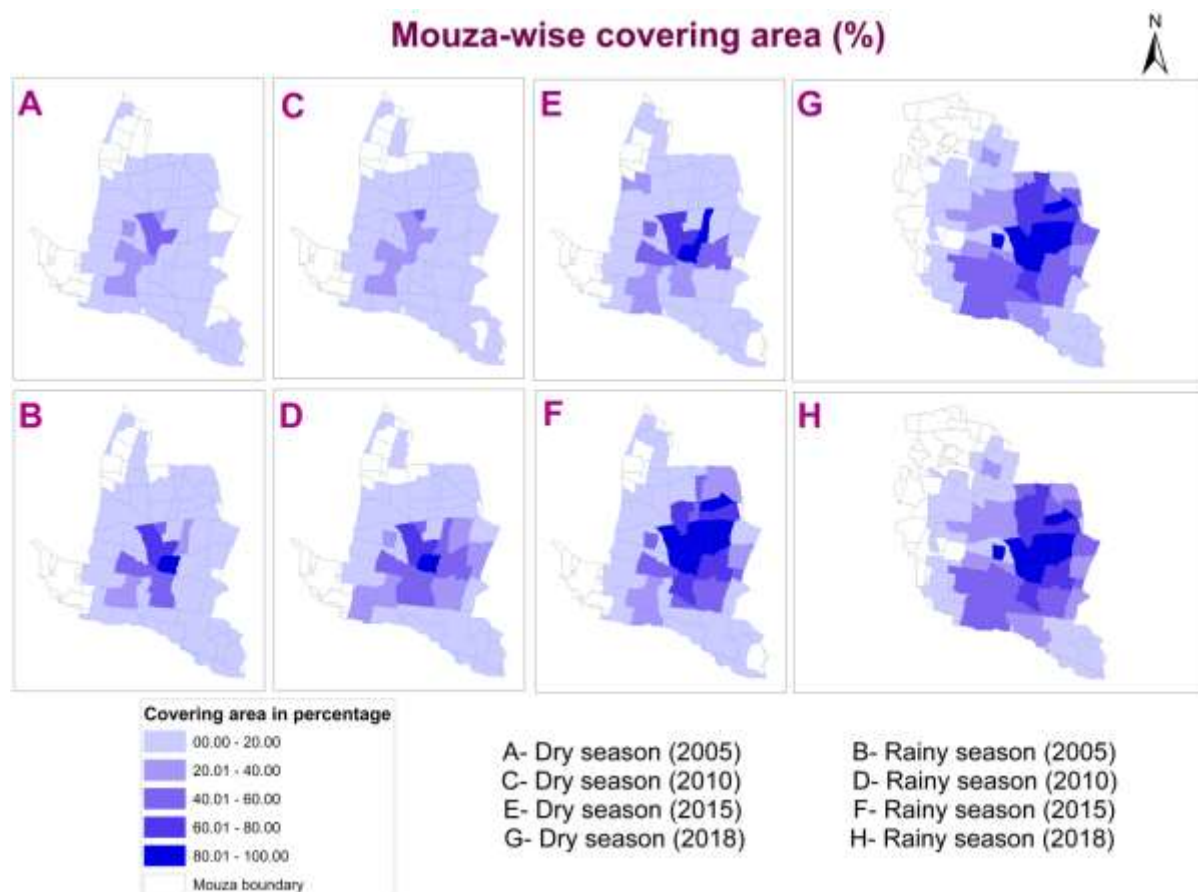 Mouza-wise covering area (%)
N
A
C
E
G
B
D
F
H
Covering area in percentage
00.00 - 20.00
20.01 - 40.00
40.01 - 60.00
60.01 - 80.00
80.01 - 100.00
Mouza boundary
A- Dry season (2005)
C- Dry season (2010)
E- Dry season (2015)
G- Dry season (2018)
B- Rainy season (2005)
D- Rainy season (2010)
F- Rainy season (2015)
H- Rainy season (2018)